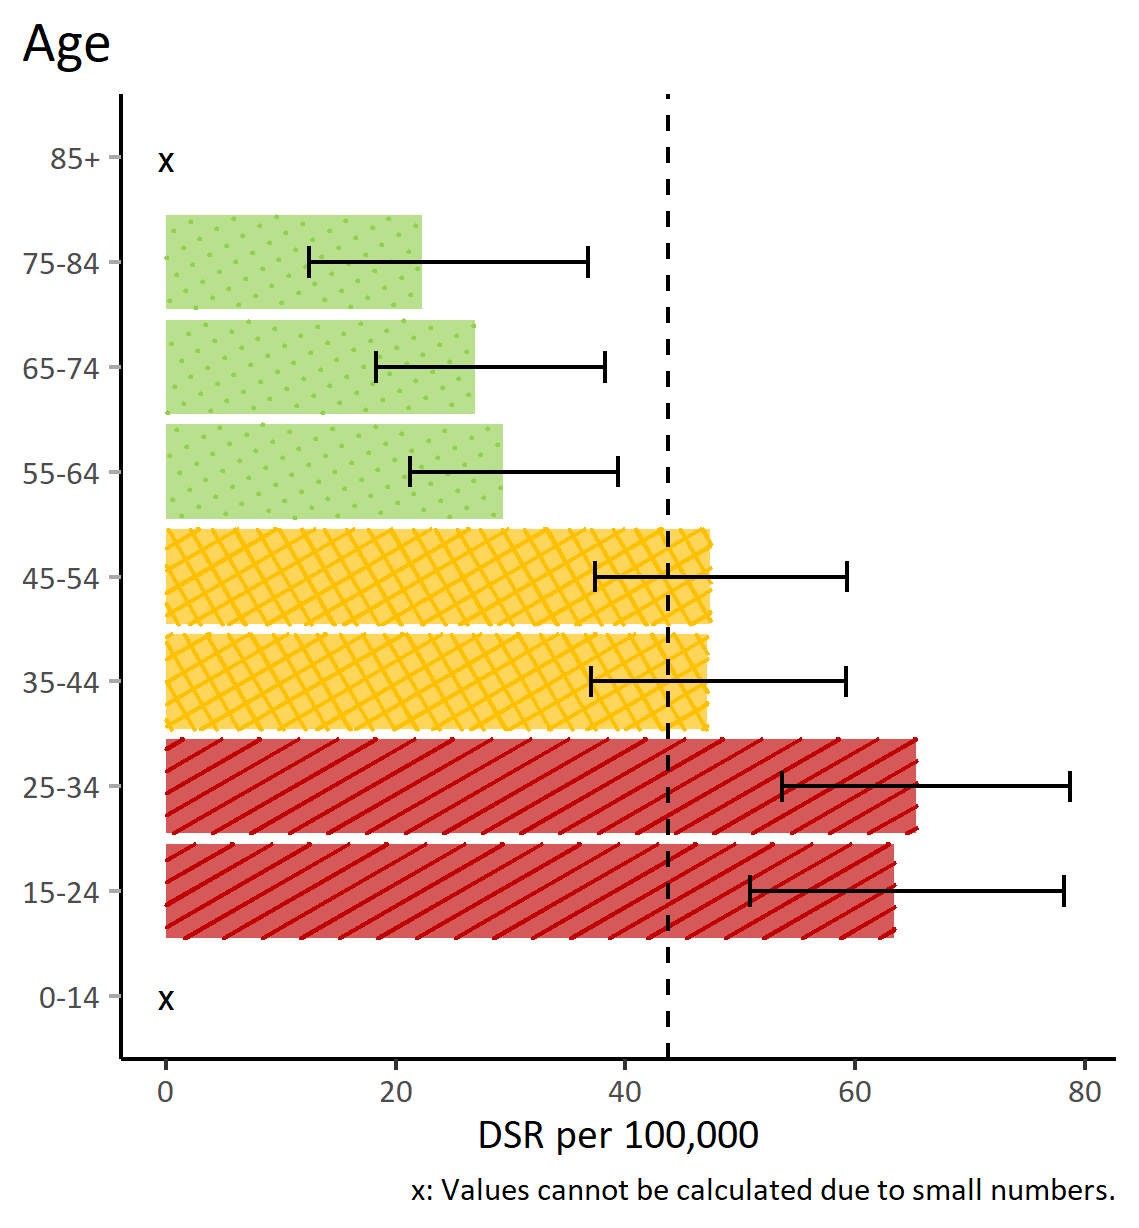 Age
85+
x
75-84
65-74
55-64
45-54
35-44
25-34
15-24
0-14
x
0 20 40 60 80
DSR per 100,000
x: Values cannot be calculated due to small numbers.